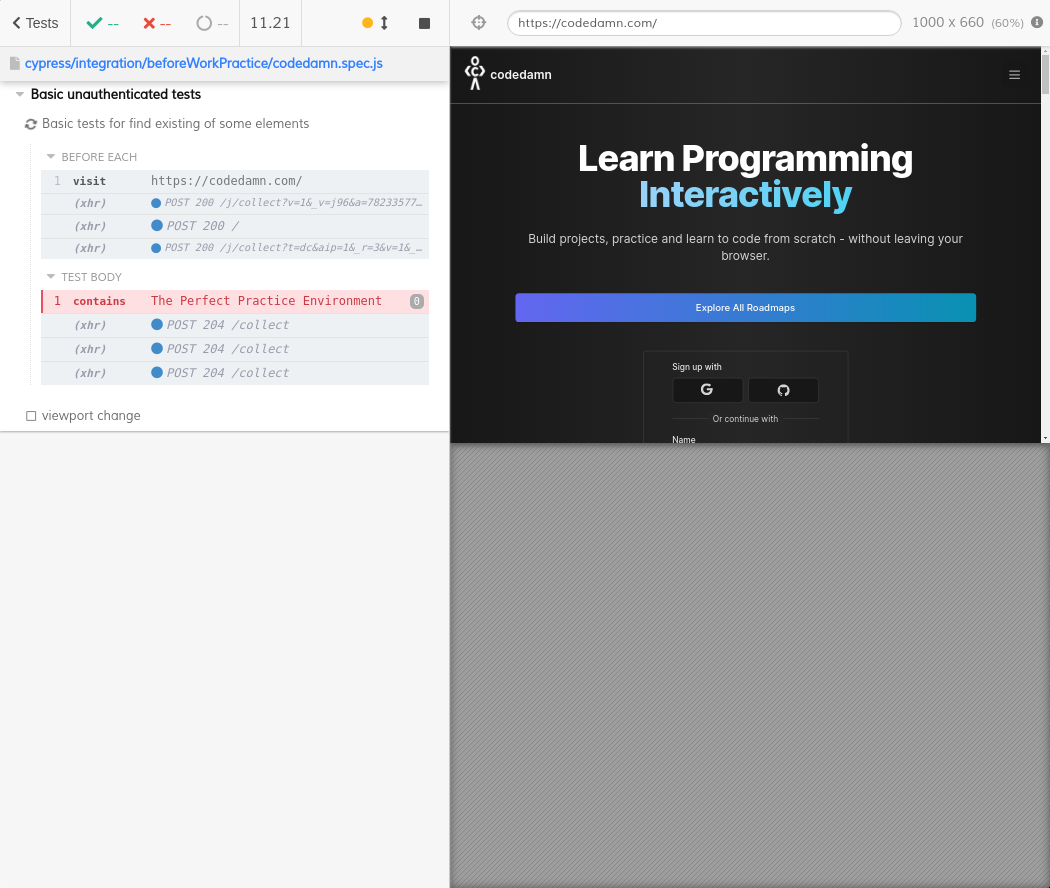 Tests
--
--
--
11.21
https://codedamn.com/
1000 x 660 (60%)
cypress/integration/beforeWorkPractice/codedamn.spec.js
Basic unauthenticated tests
Basic tests for find existing of some elements
BEFORE EACH
1 visit https://codedamn.com/
(xhr) POST 200 /j/collect?v=1&_v=j96&a=78233577…
(xhr) POST 200 /
(xhr) POST 200 /j/collect?t=dc&aip=1&_r=3&v=1&_…
TEST BODY
1 contains The Perfect Practice Environment 0
(xhr) POST 204 /collect
(xhr) POST 204 /collect
(xhr) POST 204 /collect
viewport change
codedamn
Learn Programming
Interactively
Build projects, practice and learn to code from scratch - without leaving your
browser.
Explore All Roadmaps
Sign up with
Or continue with
Name